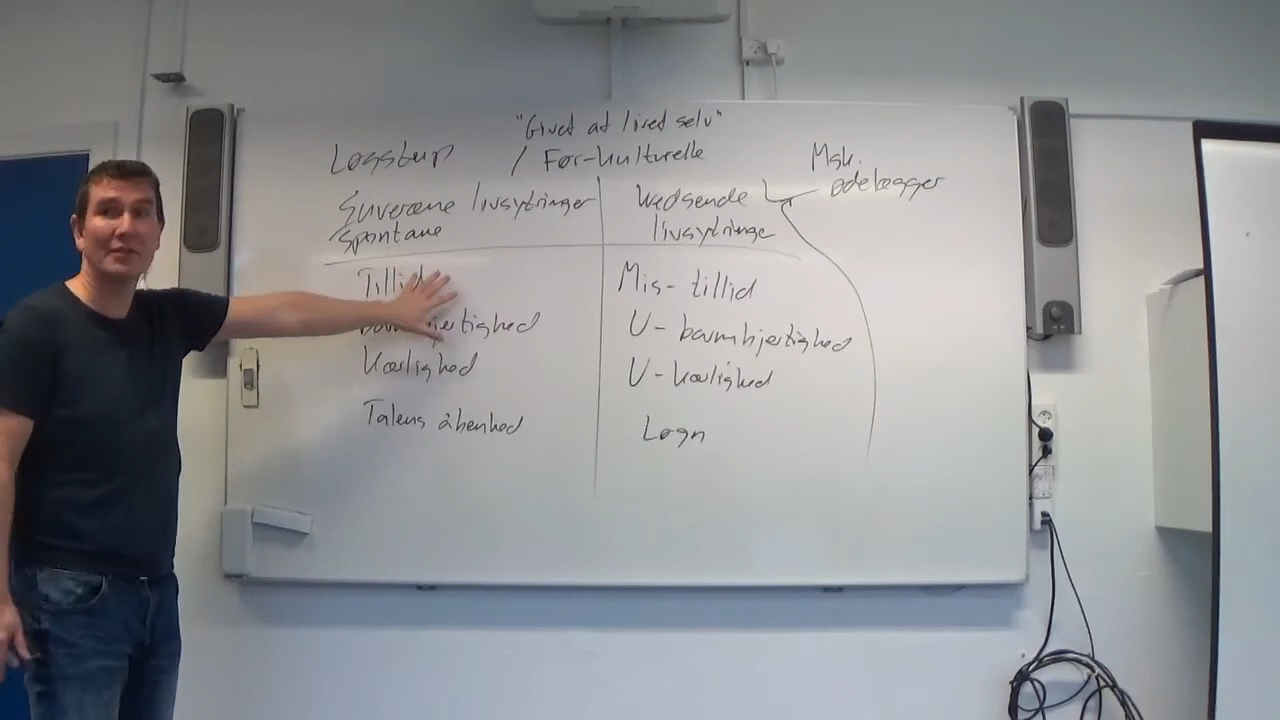 "Givet at livet selv"
Løgstrup / Før-kulturelle
Msk. ødelægger
Suveræne livsytringer
spontane
Kredsende
livsytringe
Tillid
Mis-tillid
Barmhjertighed
U-barmhjertighed
Kærlighed
U-kærlighed
Talens åbenhed
Løgn